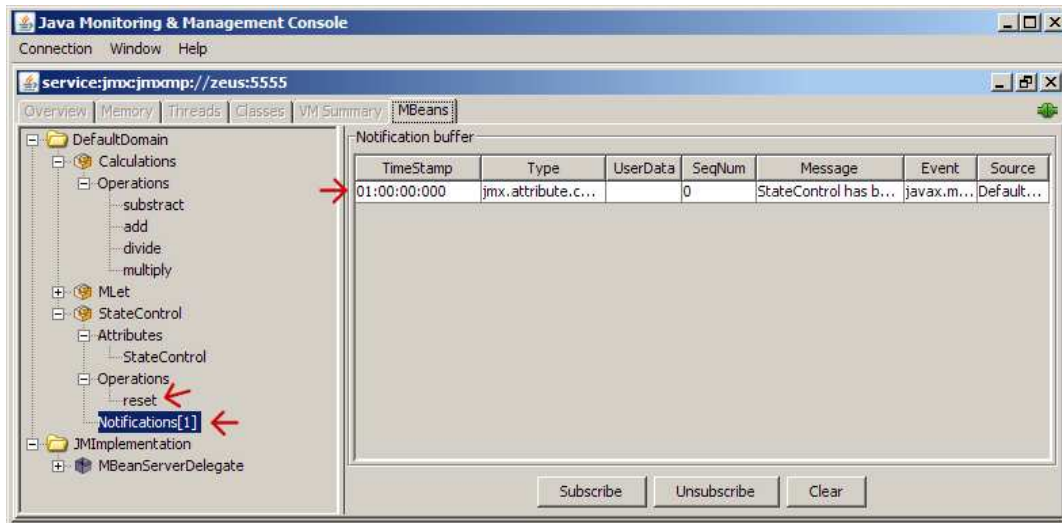 Java Monitoring & Management Console
Connection Window Help
service:jmx:jmxmp://zeus:5555
Overview Memory Threads Classes VM Summary MBeans
DefaultDomain
Calculations
Operations
substract
add
divide
multiply
MLet
StateControl
Attributes
StateControl
Operations
reset
Notifications[1]
JMImplementation
MBeanServerDelegate
Notification buffer
TimeStamp Type UserData SeqNum Message Event Source
01:00:00:000 jmx.attribute.c... 0 StateControl has b... javax.m... Default...
Subscribe Unsubscribe Clear